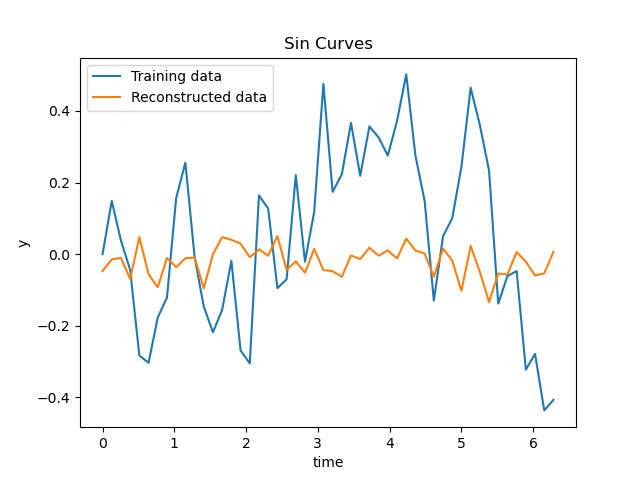 Sin Curves
Training data
Reconstructed data
0.4
0.2
0.0
−0.2
−0.4
y
0 1 2 3 4 5 6
time